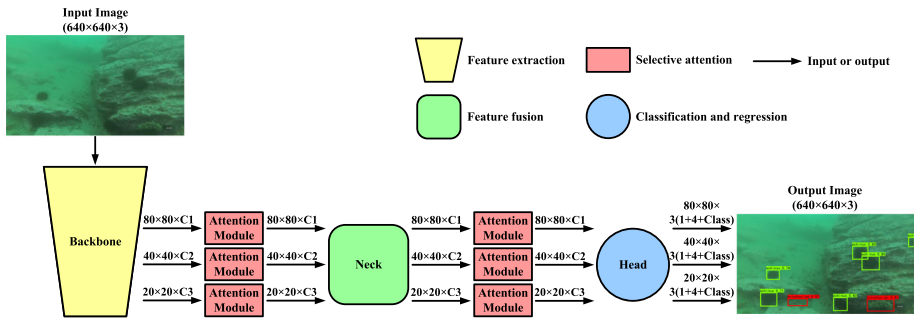 Input Image
(640×640×3)
Feature extraction
Selective attention
Input or output
Feature fusion
Classification and regression
Backbone
80×80×C1
40×40×C2
20×20×C3
Attention
Module
Attention
Module
Attention
Module
80×80×C1
40×40×C2
20×20×C3
Neck
80×80×C1
40×40×C2
20×20×C3
Attention
Module
Attention
Module
Attention
Module
80×80×C1
40×40×C2
20×20×C3
Head
80×80×
3(1+4+Class)
40×40×
3(1+4+Class)
20×20×
3(1+4+Class)
Output Image
(640×640×3)